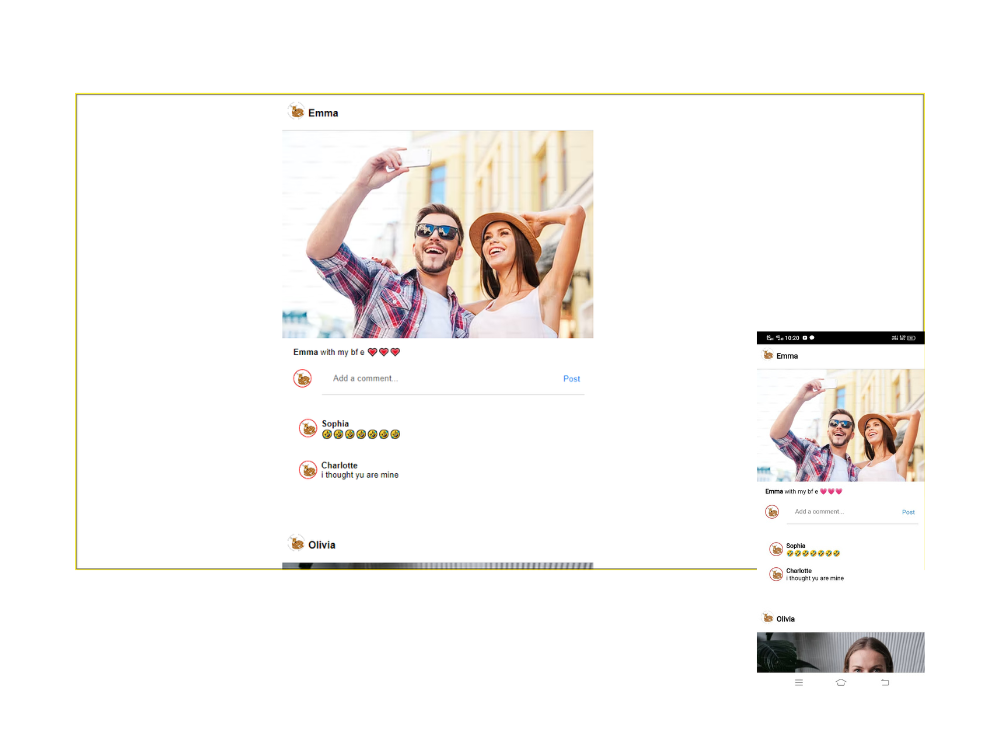 Emma
Emma with my bf e ❤❤❤
Add a comment... Post
Sophia
🤣🤣🤣🤣🤣🤣🤣
Charlotte
i thought yu are mine
Olivia
10:20
Emma
Emma with my bf e 💗💗💗
Add a comment... Post
Sophia
🤣🤣🤣🤣🤣🤣🤣
Charlotte
i thought yu are mine
Olivia